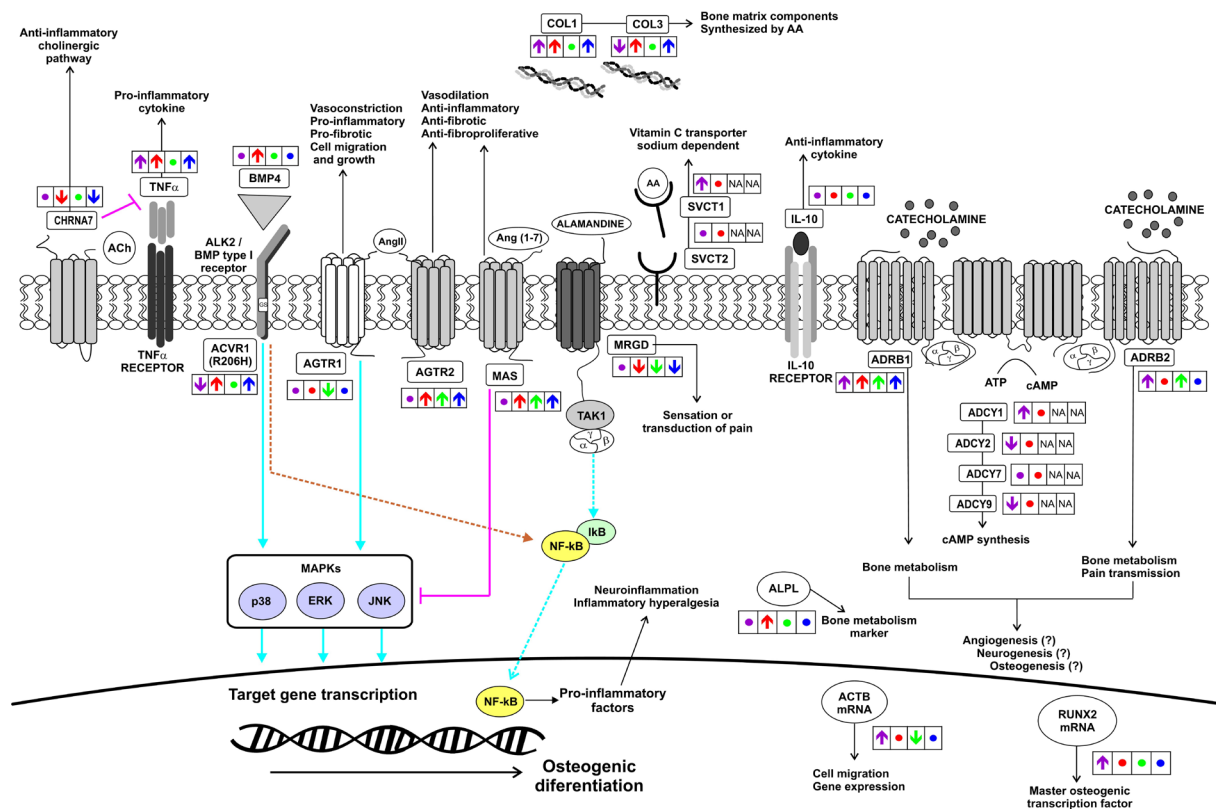 COL1
COL3
Bone matrix components
Synthesized by AA
Anti-inflammatory
cholinergic
pathway
Pro-inflammatory
cytokine
TNFα
CHRNA7
ACh
BMP4
ALK2 /
BMP type I
receptor
GS
Vasoconstriction
Pro-inflammatory
Pro-fibrotic
Cell migration
and growth
Vasodilation
Anti-inflammatory
Anti-fibrotic
Anti-fibroproliferative
AngII
Ang (1-7)
ALAMANDINE
Vitamin C transporter
sodium dependent
AA
SVCT1
NA NA
SVCT2
NA NA
Anti-inflammatory
cytokine
IL-10
CATECHOLAMINE
CATECHOLAMINE
TNFα
RECEPTOR
ACVR1
(R206H)
AGTR1
AGTR2
MAS
MRGD
Sensation or
transduction of pain
TAK1
α γ β
IL-10
RECEPTOR
ADRB1
α β γ
α β γ
ADRB2
ATP
cAMP
ADCY1
NA NA
ADCY2
NA NA
ADCY7
NA NA
ADCY9
NA NA
cAMP synthesis
Bone metabolism
Bone metabolism
Pain transmission
IkB
NF-kB
MAPKs
p38
ERK
JNK
Neuroinflammation
Inflammatory hyperalgesia
ALPL
Bone metabolism
marker
Angiogenesis (?)
Neurogenesis (?)
Osteogenesis (?)
Target gene transcription
NF-kB
Pro-inflammatory
factors
Osteogenic
diferentiation
ACTB
mRNA
Cell migration
Gene expression
RUNX2
mRNA
Master osteogenic
transcription factor